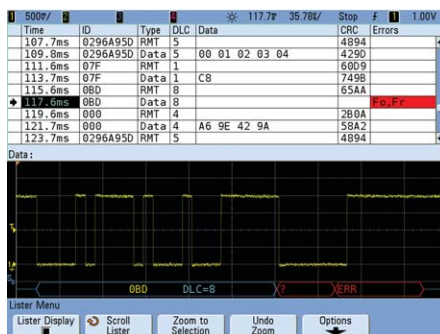 1 500▽/ 2 3 4 117.7▽ 35.78▽/ Stop 1 1.00V
Time ID Type DLC Data CRC Errors
107.7ms 0296A95D RMT 5 4894
109.8ms 0296A95D Data 5 00 01 02 03 04 429D
111.6ms 07F RMT 1 60D9
113.7ms 07F Data 1 C8 749B
115.6ms 0BD RMT 8 65AA
117.6ms 0BD Data 8 Fo,Fr
119.6ms 000 RMT 4 2B0A
121.7ms 000 Data 4 A6 9E 42 9A 58A2
123.7ms 0296A95D RMT 5 4894
Data:
0BD DLC=8 ? ERR
Lister Menu
Lister Display Scroll Lister Zoom to Selection Undo Zoom Options